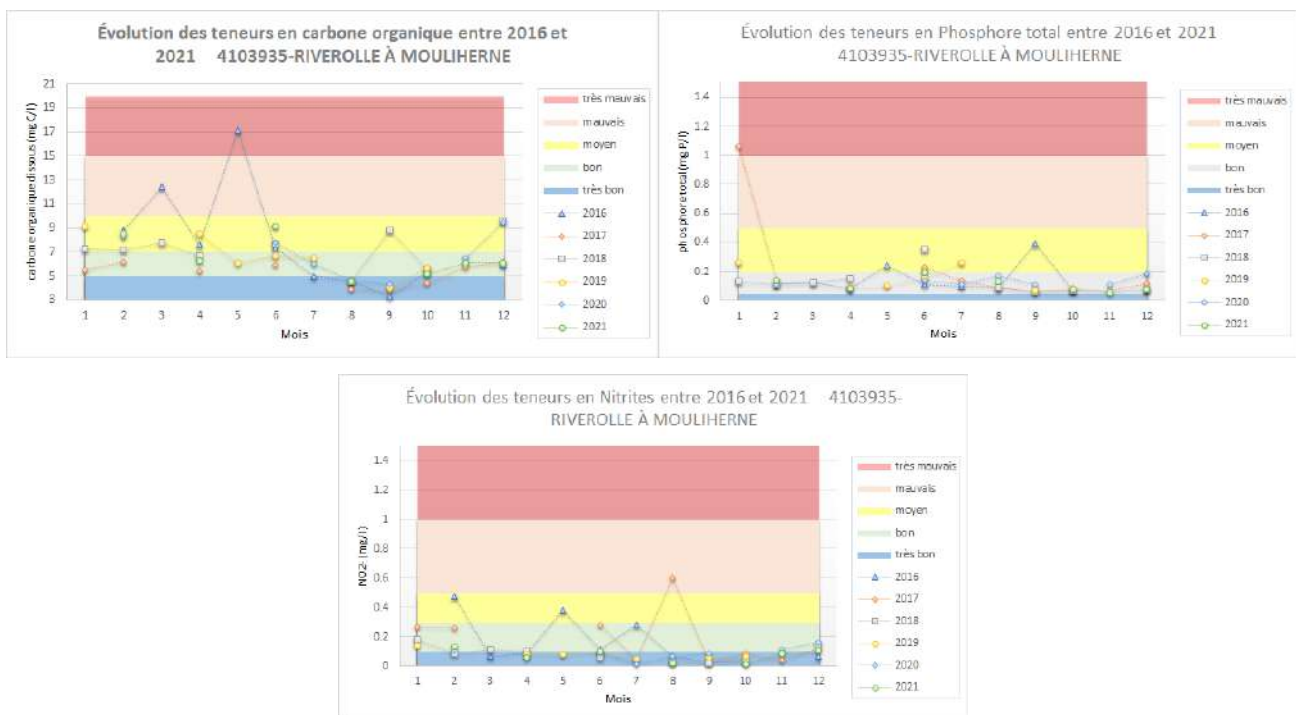 Évolution des teneurs en carbone organique entre 2016 et
2021 4103935-RIVEROLLE À MOULIHERNE
carbone organique dissous (mg C/l)
21
19
17
15
13
11
9
7
5
3
1 2 3 4 5 6 7 8 9 10 11 12
Mois
très mauvais
mauvais
moyen
bon
très bon
2016
2017
2018
2019
2020
2021
Évolution des teneurs en Phosphore total entre 2016 et 2021
4103935-RIVEROLLE À MOULIHERNE
phosphore total (mg P/l)
1.4
1.2
1
0.8
0.6
0.4
0.2
0
1 2 3 4 5 6 7 8 9 10 11 12
Mois
très mauvais
mauvais
moyen
bon
très bon
2016
2017
2018
2019
2020
2021
Évolution des teneurs en Nitrites entre 2016 et 2021 4103935-
RIVEROLLE À MOULIHERNE
NO2- (mg/l)
1.4
1.2
1
0.8
0.6
0.4
0.2
0
1 2 3 4 5 6 7 8 9 10 11 12
Mois
très mauvais
mauvais
moyen
bon
très bon
2016
2017
2018
2019
2020
2021